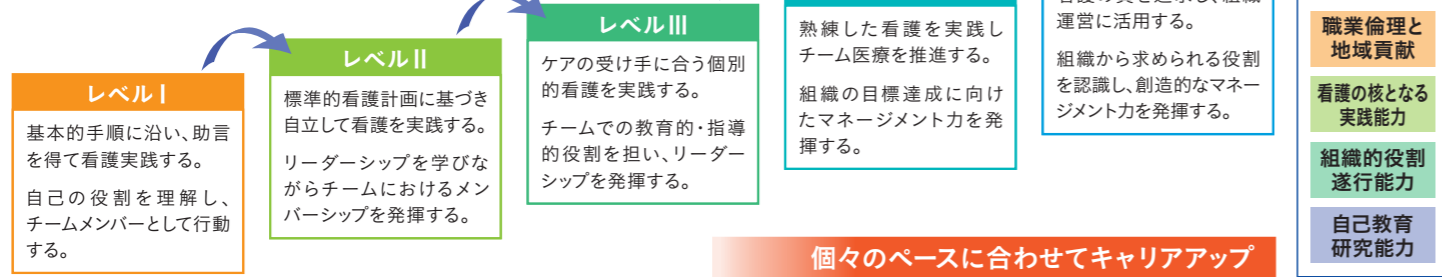 レベルⅠ
基本的手順に沿い、助言
を得て看護実践する。
自己の役割を理解し、
チームメンバーとして行動
する。
レベルⅡ
標準的看護計画に基づき
自立して看護を実践する。
リーダーシップを学びな
がらチームにおけるメン
バーシップを発揮する。
レベルⅢ
ケアの受け手に合う個別
的看護を実践する。
チームでの教育的・指導
的役割を担い、リーダー
シップを発揮する。
熟練した看護を実践し
チーム医療を推進する。
組織の目標達成に向け
たマネージメント力を発
揮する。
運営に活用する。
組織から求められる役割
を認識し、創造的なマネー
ジメント力を発揮する。
個々のペースに合わせてキャリアアップ
職業倫理と
地域貢献
看護の核となる
実践能力
組織的役割
遂行能力
自己教育
研究能力